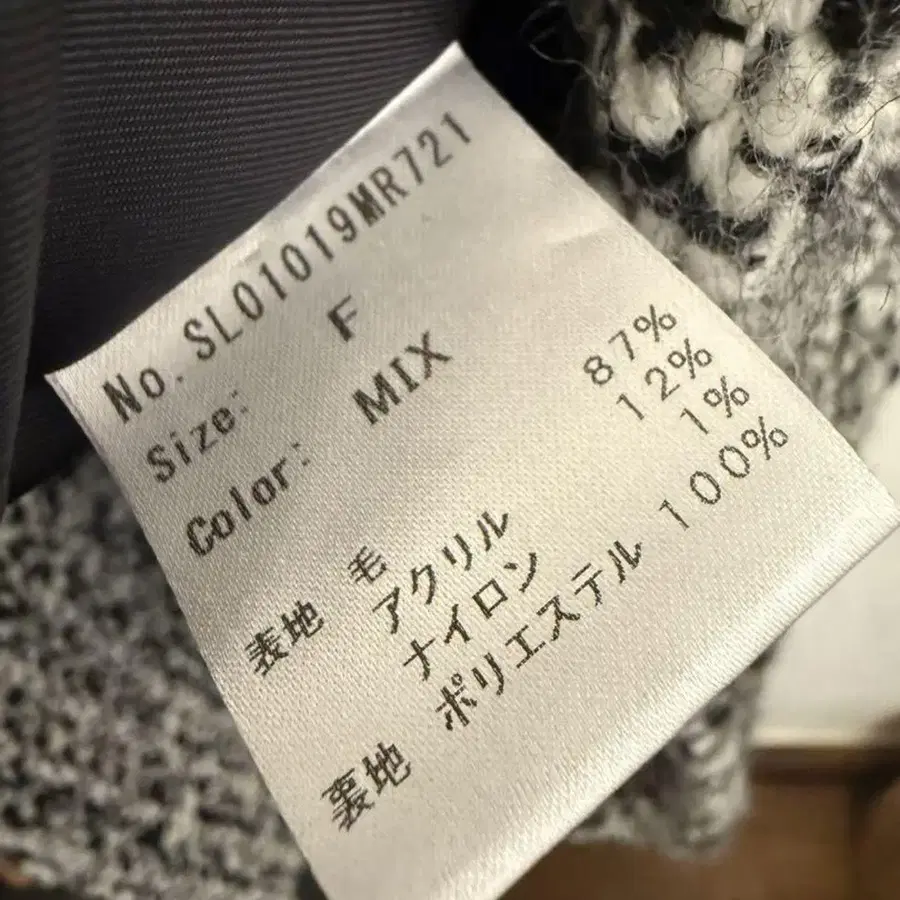 No. SL01019MR721
Size: F
Color: MIX
表地 毛 87%
アクリル 12%
ナイロン 1%
裏地 ポリエステル 100%